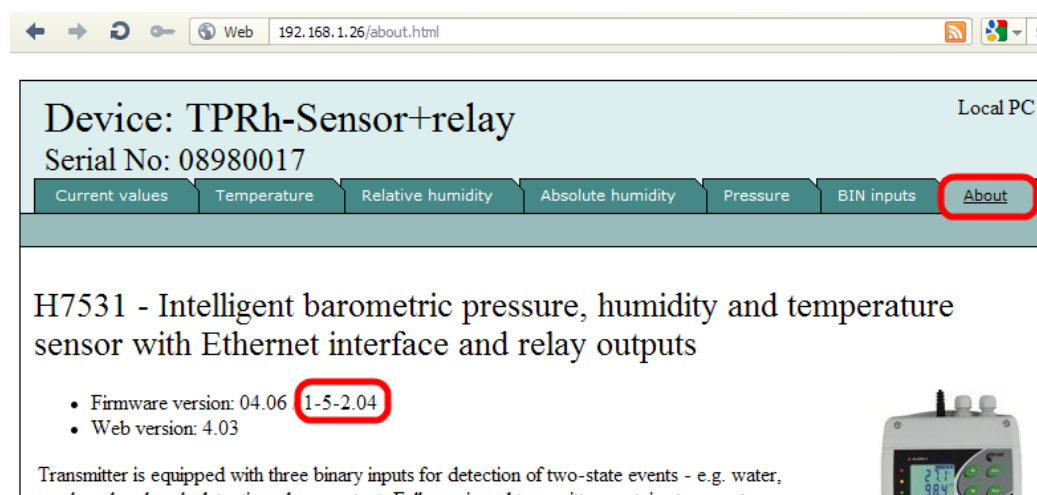 Web 192.168.1.26/about.html
Device: TPRh-Sensor+relay
Local PC
Serial No: 08980017
Current values Temperature Relative humidity Absolute humidity Pressure BIN inputs About
H7531 - Intelligent barometric pressure, humidity and temperature
sensor with Ethernet interface and relay outputs
• Firmware version: 04.06 / 1-5-2.04
• Web version: 4.03
Transmitter is equipped with three binary inputs for detection of two-state events - e.g. water,